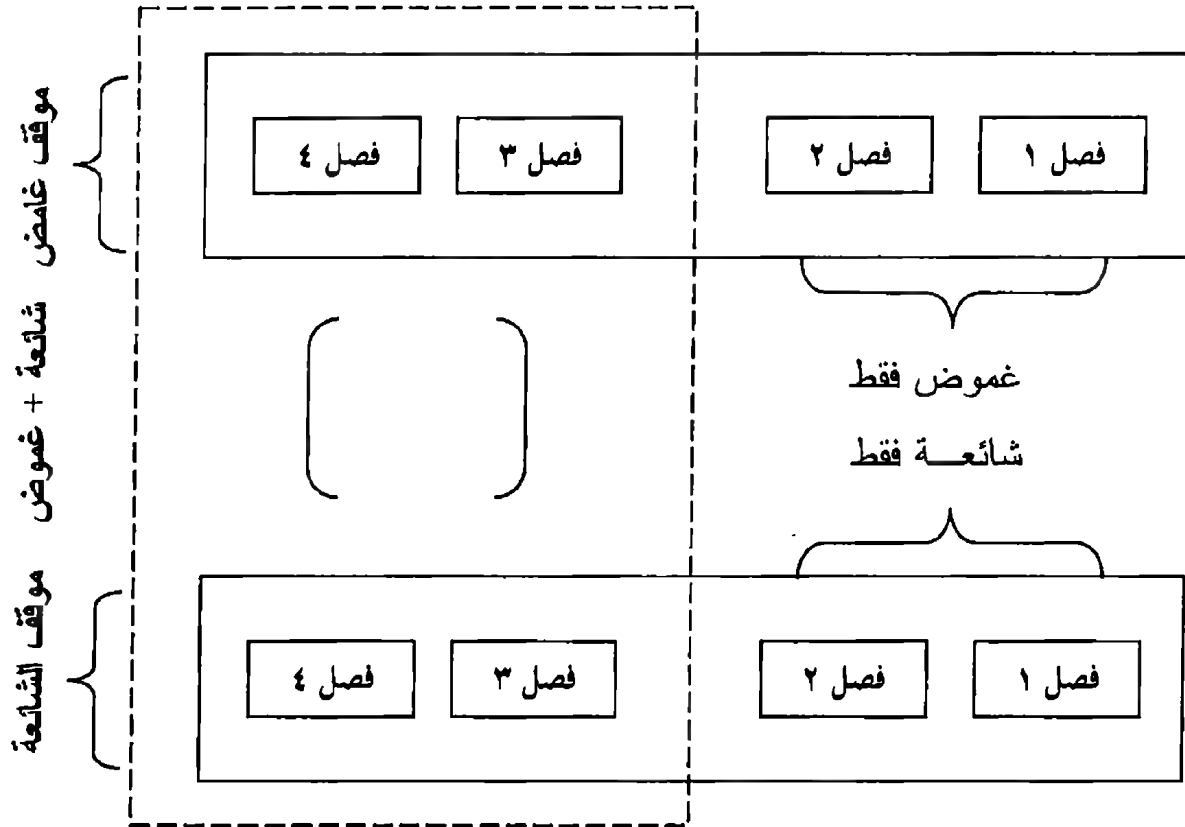 فصل ١
فصل ٢
فصل ٣
فصل ٤
موقف غامض
غموض فقط
شائعة + غموض
شائعـــة فقط
فصل ١
فصل ٢
فصل ٣
فصل ٤
موقف الشائعة